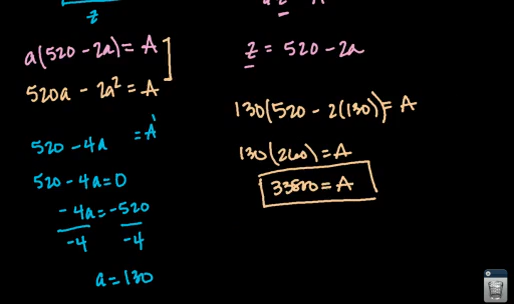 z
a(520 - 2a) = A
520a - 2a² = A
520 - 4a = A'
520 - 4a = 0
-4a = -520
-4 -4
a = 130
z = 520 - 2a
130(520 - 2(130)) = A
130(260) = A
33800 = A